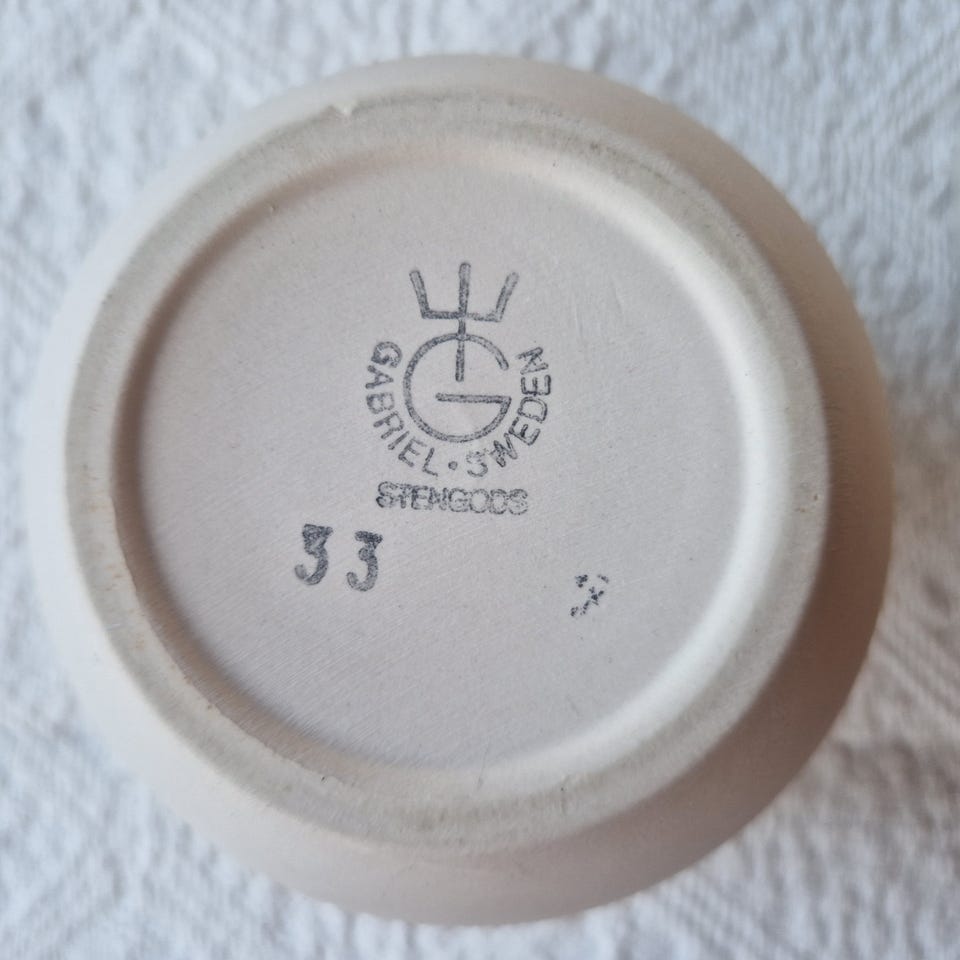 G
GABRIEL · SWEDEN
STENGODS
33